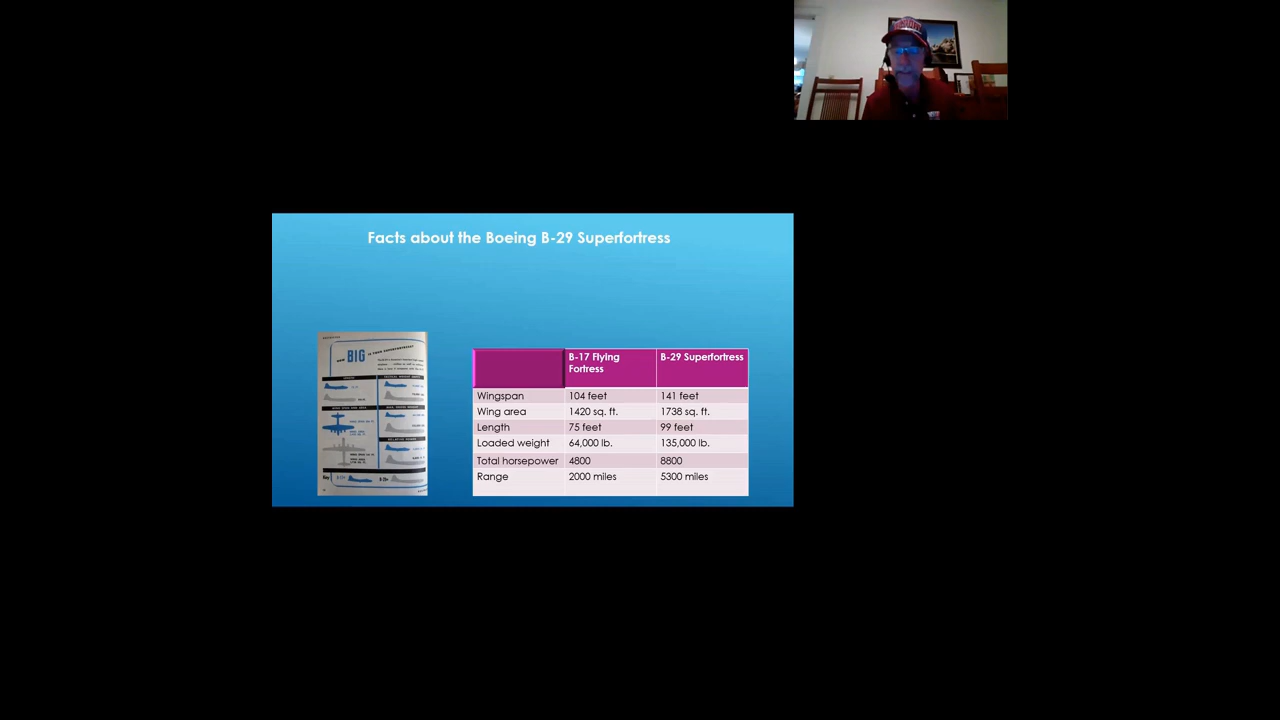 Facts about the Boeing B-29 Superfortress
BIG
B-17 Flying
Fortress
B-29 Superfortress
Wingspan 104 feet 141 feet
Wing area 1420 sq. ft. 1738 sq. ft.
Length 75 feet 99 feet
Loaded weight 64,000 lb. 135,000 lb.
Total horsepower 4800 8800
Range 2000 miles 5300 miles